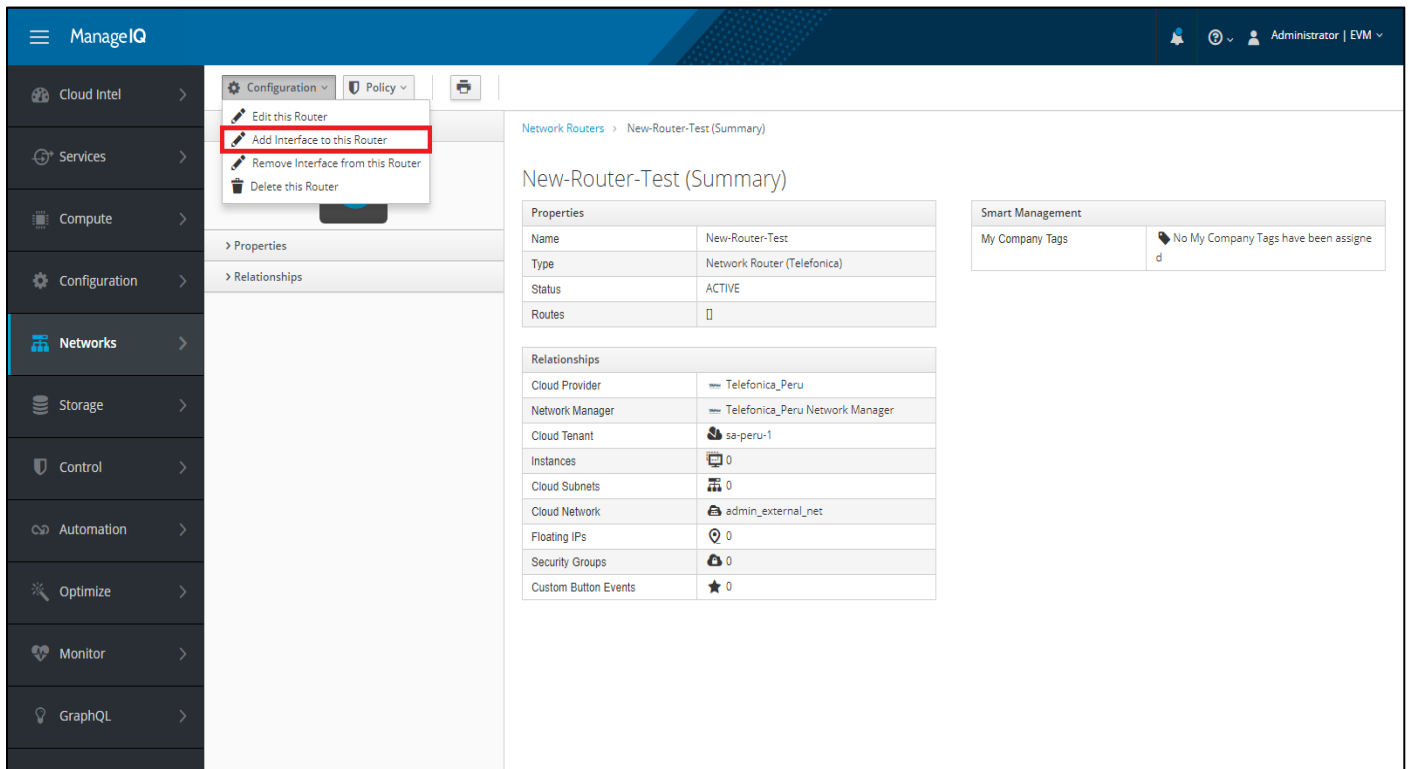 ManageIQ
Administrator | EVM
Cloud Intel
Services
Compute
Configuration
Networks
Storage
Control
Automation
Optimize
Monitor
GraphQL
Configuration
Policy
Edit this Router
Add Interface to this Router
Remove Interface from this Router
Delete this Router
Properties
Relationships
Network Routers > New-Router-Test (Summary)
New-Router-Test (Summary)
Properties
Name New-Router-Test
Type Network Router (Telefonica)
Status ACTIVE
Routes []
Relationships
Cloud Provider Telefonica_Peru
Network Manager Telefonica_Peru Network Manager
Cloud Tenant sa-peru-1
Instances 0
Cloud Subnets 0
Cloud Network admin_external_net
Floating IPs 0
Security Groups 0
Custom Button Events 0
Smart Management
My Company Tags No My Company Tags have been assigne
d